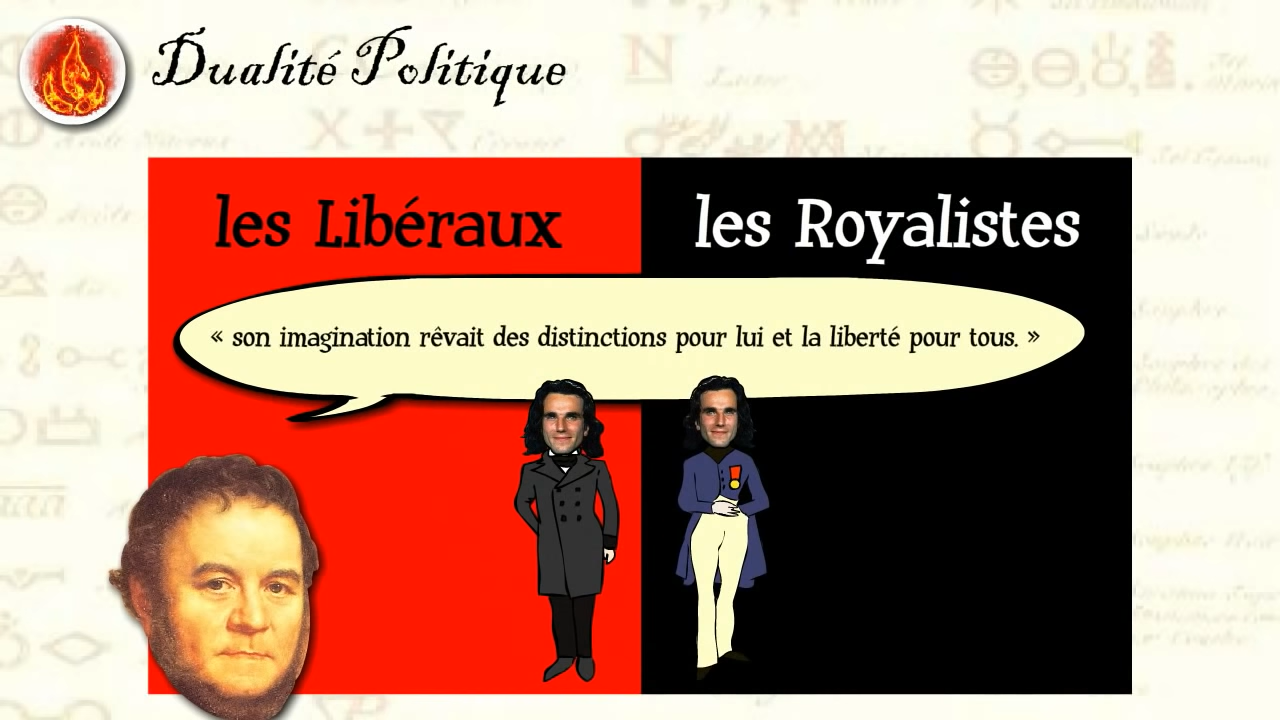 Dualité Politique
les Libéraux
les Royalistes
« son imagination rêvait des distinctions pour lui et la liberté pour tous. »